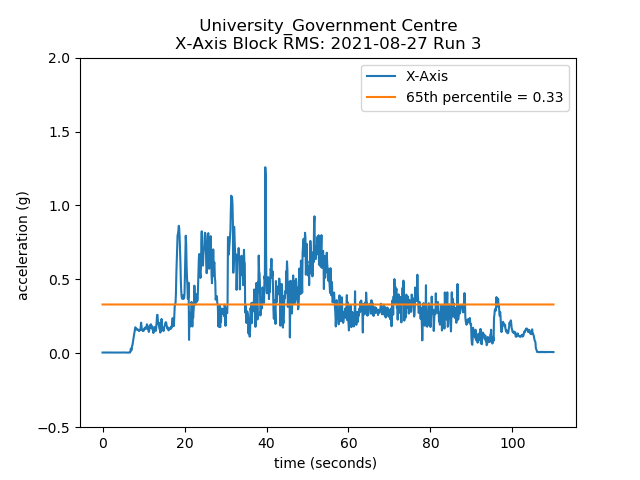 University_Government Centre
X-Axis Block RMS: 2021-08-27 Run 3
2.0
1.5
1.0
0.5
0.0
−0.5
acceleration (g)
X-Axis
65th percentile = 0.33
0
20
40
60
80
100
time (seconds)